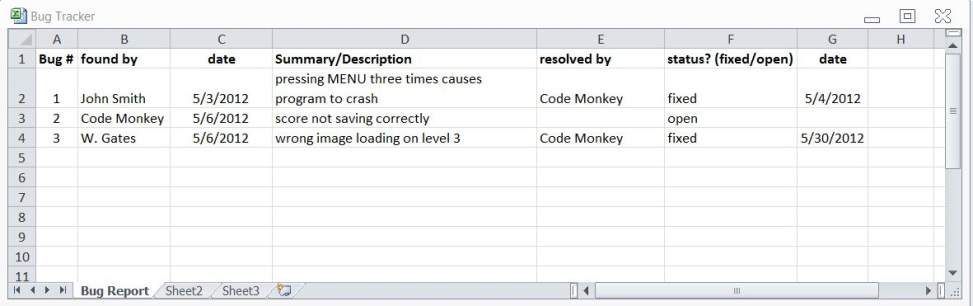 Bug Tracker
A B C D E F G H
1 Bug # found by date Summary/Description resolved by status? (fixed/open) date
pressing MENU three times causes
2 1 John Smith 5/3/2012 program to crash Code Monkey fixed 5/4/2012
3 2 Code Monkey 5/6/2012 score not saving correctly open
4 3 W. Gates 5/6/2012 wrong image loading on level 3 Code Monkey fixed 5/30/2012
5
6
7
8
9
10
11
Bug Report Sheet2 Sheet3